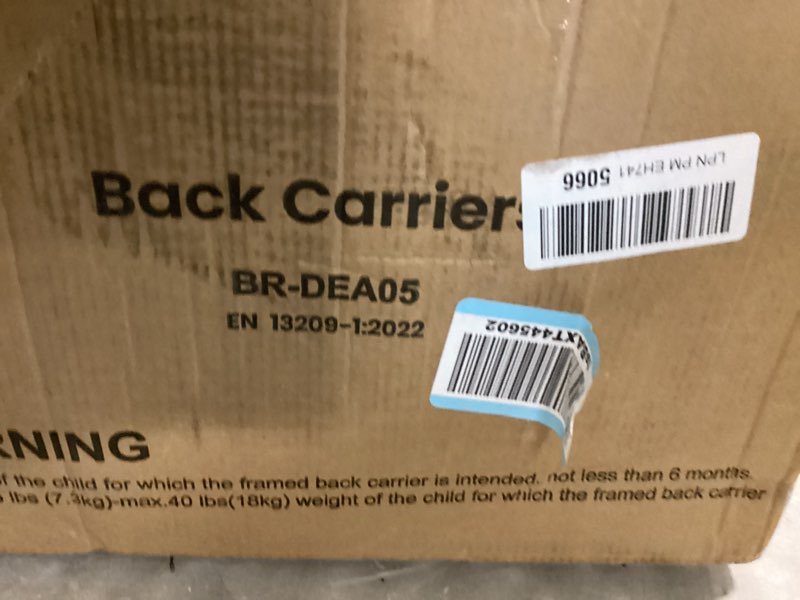 Back Carriers
BR-DEA05
EN 13209-1:2022
LPN PM EH741
5066
AXT445602
RNING
of the child for which the framed back carrier is intended. not less than 6 months.
lbs (7.3kg)-max.40 lbs(18kg) weight of the child for which the framed back carrier